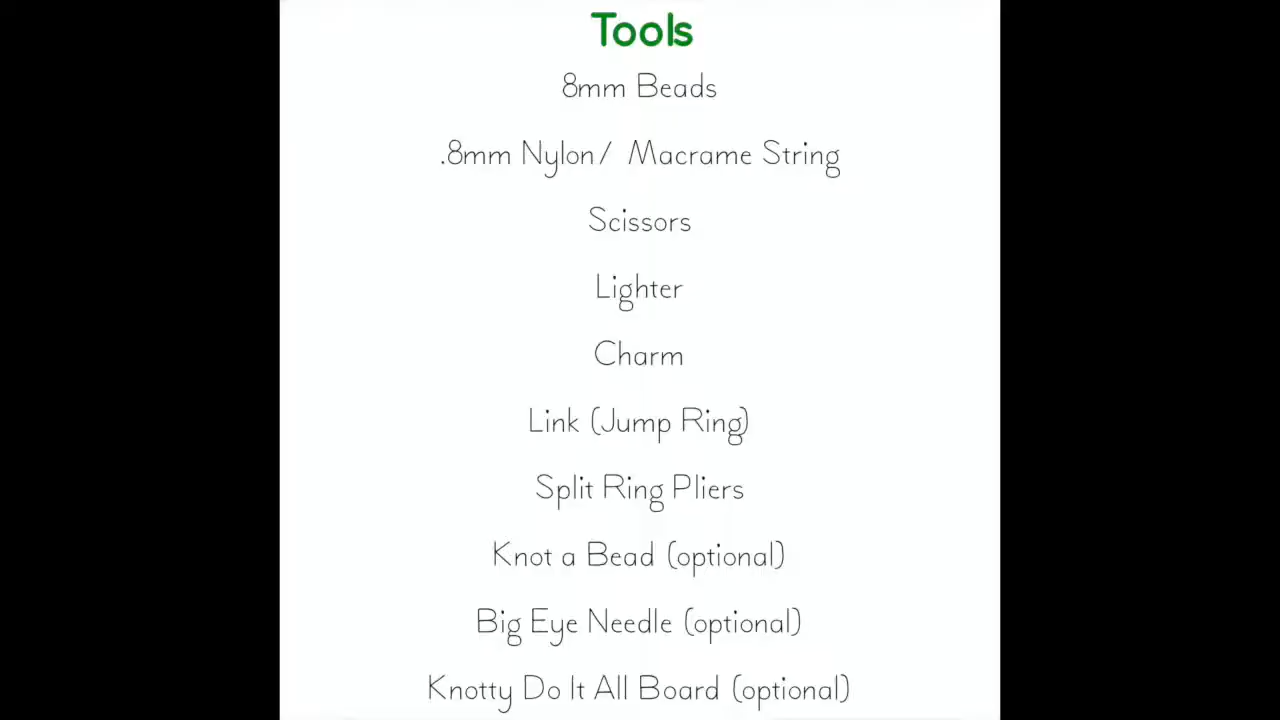 Tools
8mm Beads
.8mm Nylon/ Macrame String
Scissors
Lighter
Charm
Link (Jump Ring)
Split Ring Pliers
Knot a Bead (optional)
Big Eye Needle (optional)
Knotty Do It All Board (optional)